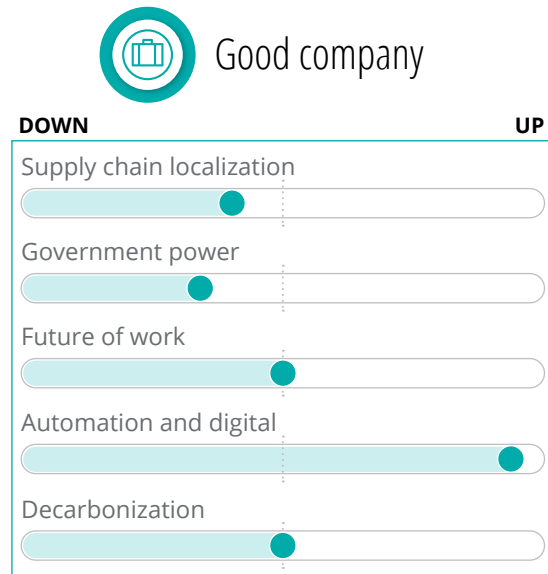 Good company
DOWN UP
Supply chain localization
Government power
Future of work
Automation and digital
Decarbonization